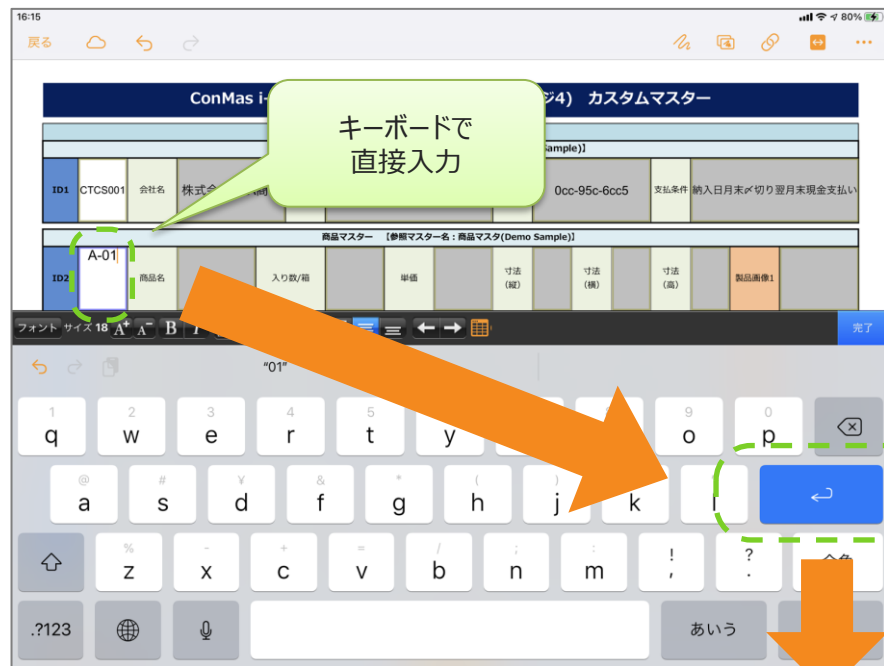 16:15 80%
戻る
ConMas i- ジ4) カスタムマスター
キーボードで
直接入力
ample)】
ID1 CTCS001 会社名 株式 0cc-95c-6cc5 支払条件 納入日月末〆切り翌月末現金支払い
商品マスター 【参照マスター名:商品マスタ(Demo Sample)】
A-01
ID2 商品名 入り数/箱 単価 寸法(縦) 寸法(横) 寸法(高) 製品画像1
フォント サイズ 18 A+ A- B I 完了
"01"
1 2 3 4 5 9 0
q w e r t y o p
@ # ¥ & * ( )
a s d f g h j k l
% - + = / ; : ! ?
z x c v b n m , .
.?123 あいう